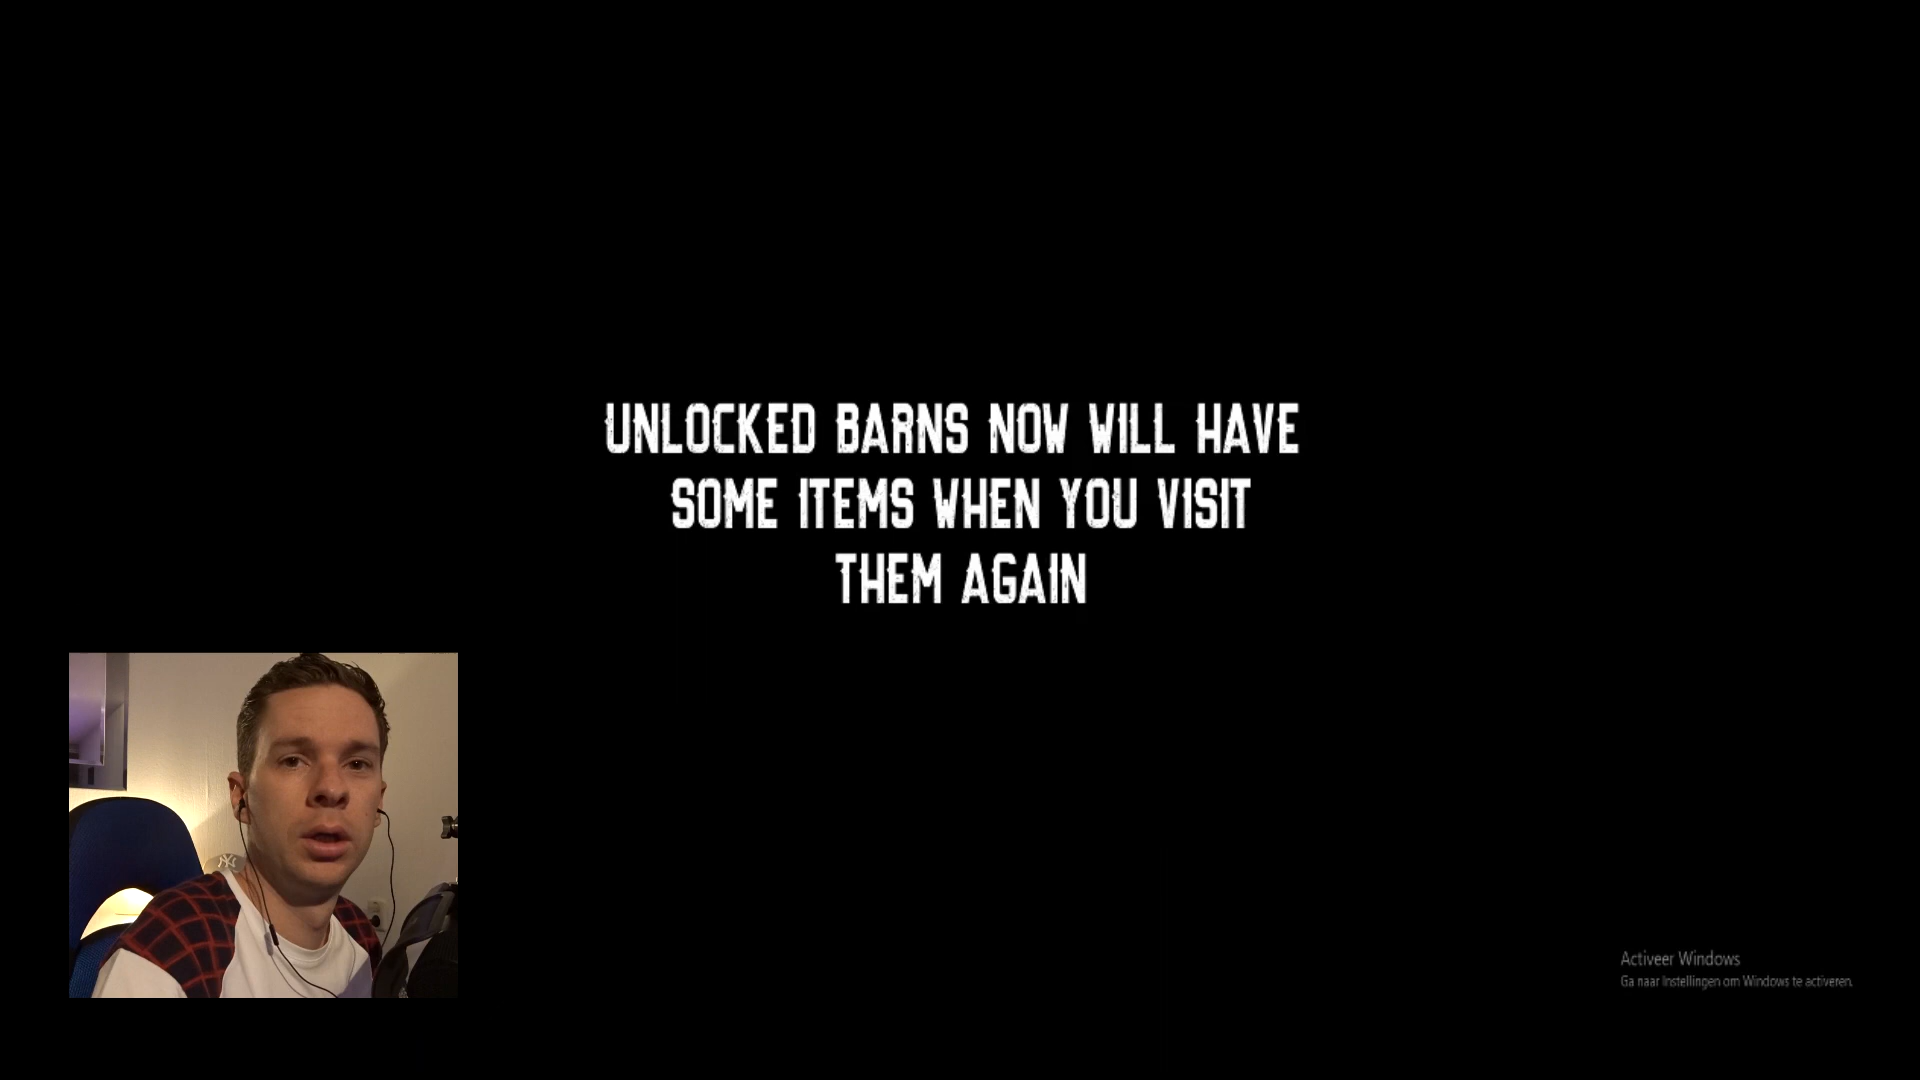 UNLOCKED BARNS NOW WILL HAVE
SOME ITEMS WHEN YOU VISIT
THEM AGAIN
NY
Activeer Windows
Ga naar Instellingen om Windows te activeren.